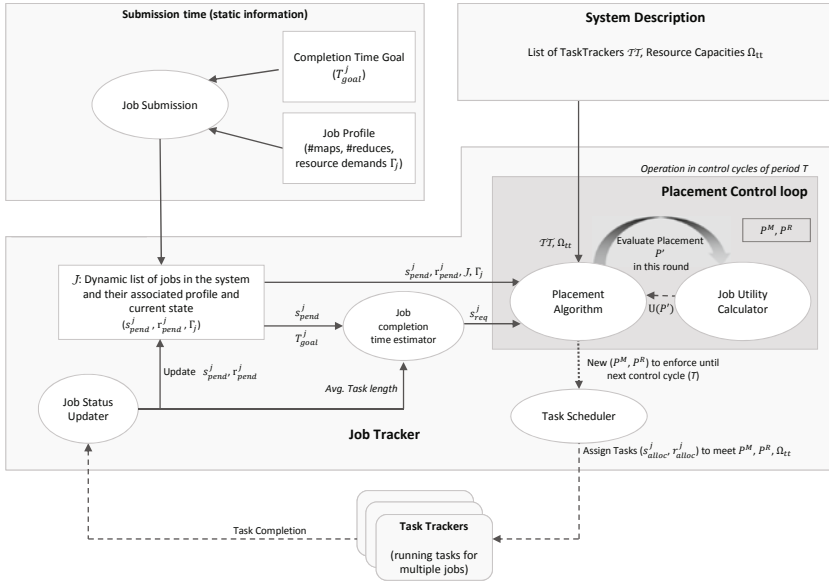 Submission time (static information)
Completion Time Goal
(T^j_goal)
Job Submission
Job Profile
(#maps, #reduces,
resource demands Γ_j)
System Description
List of TaskTrackers 𝒯𝒯, Resource Capacities Ω_tt
Operation in control cycles of period T
Placement Control loop
P^M, P^R
𝒯𝒯, Ω_tt
Evaluate Placement
P'
in this round
Placement
Algorithm
U(P')
Job Utility
Calculator
J: Dynamic list of jobs in the system
and their associated profile and
current state
(s^j_pend, r^j_pend, Γ_j)
s^j_pend, r^j_pend, J, Γ_j
s^j_pend
T^j_goal
Job
completion
time estimator
s^j_req
New (P^M, P^R) to enforce until
next control cycle (T)
Update s^j_pend, r^j_pend
Avg. Task length
Job Status
Updater
Job Tracker
Task Scheduler
Assign Tasks (s^j_alloc, r^j_alloc) to meet P^M, P^R, Ω_tt
Task Completion
Task Trackers
(running tasks for
multiple jobs)